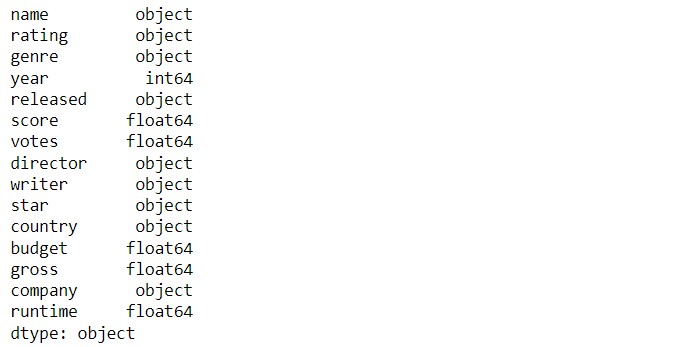 name object
rating object
genre object
year int64
released object
score float64
votes float64
director object
writer object
star object
country object
budget float64
gross float64
company object
runtime float64
dtype: object